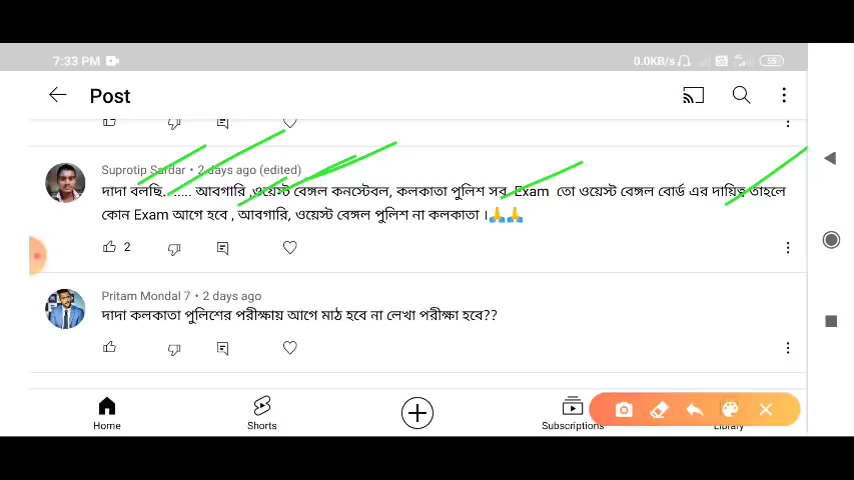 7:33 PM
0.0KB/s
55
Post
Suprotip Sardar • 2 days ago (edited)
দাদা বলছি. ..... আবগারি ,ওয়েস্ট বেঙ্গল কনস্টেবল, কলকাতা পুলিশ সব Exam তো ওয়েস্ট বেঙ্গল বোর্ড এর দায়িত্ব তাহলে
কোন Exam আগে হবে , আবগারি, ওয়েস্ট বেঙ্গল পুলিশ না কলকাতা ।🙏🙏
2
Pritam Mondal 7 • 2 days ago
দাদা কলকাতা পুলিশের পরীক্ষায় আগে মাঠ হবে না লেখা পরীক্ষা হবে??
Home
Shorts
Subscriptions
Library